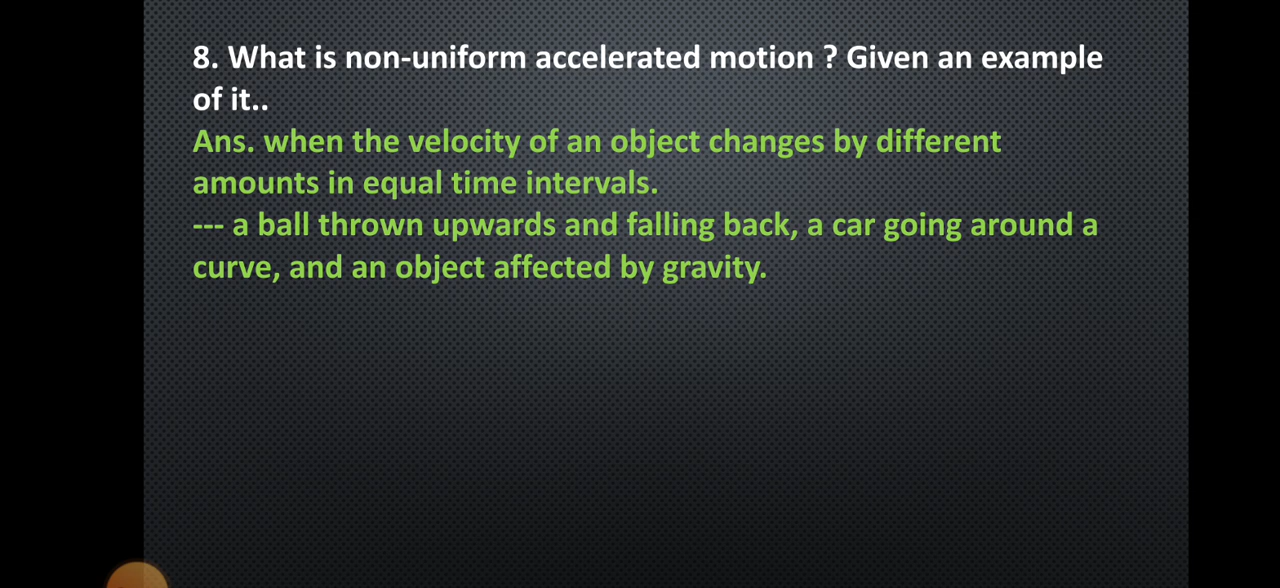 8. What is non-uniform accelerated motion ? Given an example
of it..
Ans. when the velocity of an object changes by different
amounts in equal time intervals.
--- a ball thrown upwards and falling back, a car going around a
curve, and an object affected by gravity.